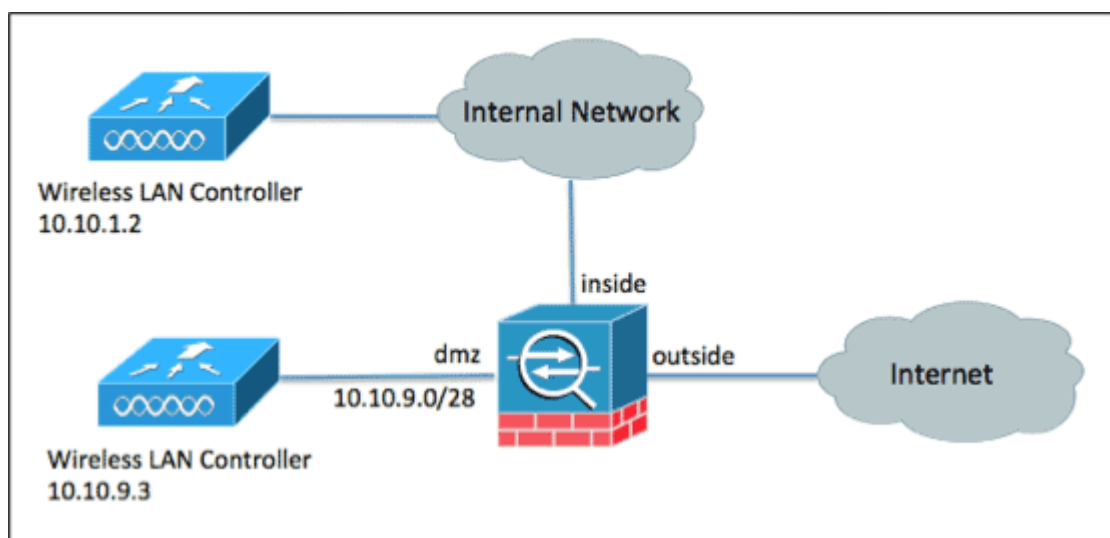 Internal Network
Wireless LAN Controller
10.10.1.2
inside
dmz
outside
10.10.9.0/28
Internet
Wireless LAN Controller
10.10.9.3